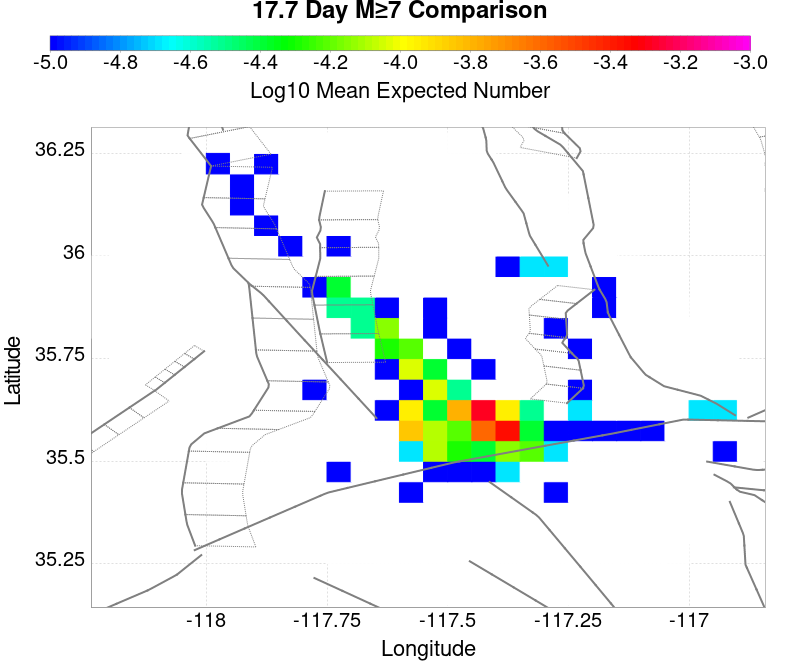 17.7 Day M≥7 Comparison
-5.0 -4.8 -4.6 -4.4 -4.2 -4.0 -3.8 -3.6 -3.4 -3.2 -3.0
Log10 Mean Expected Number
36.25
36
35.75
35.5
35.25
Latitude
-118 -117.75 -117.5 -117.25 -117
Longitude